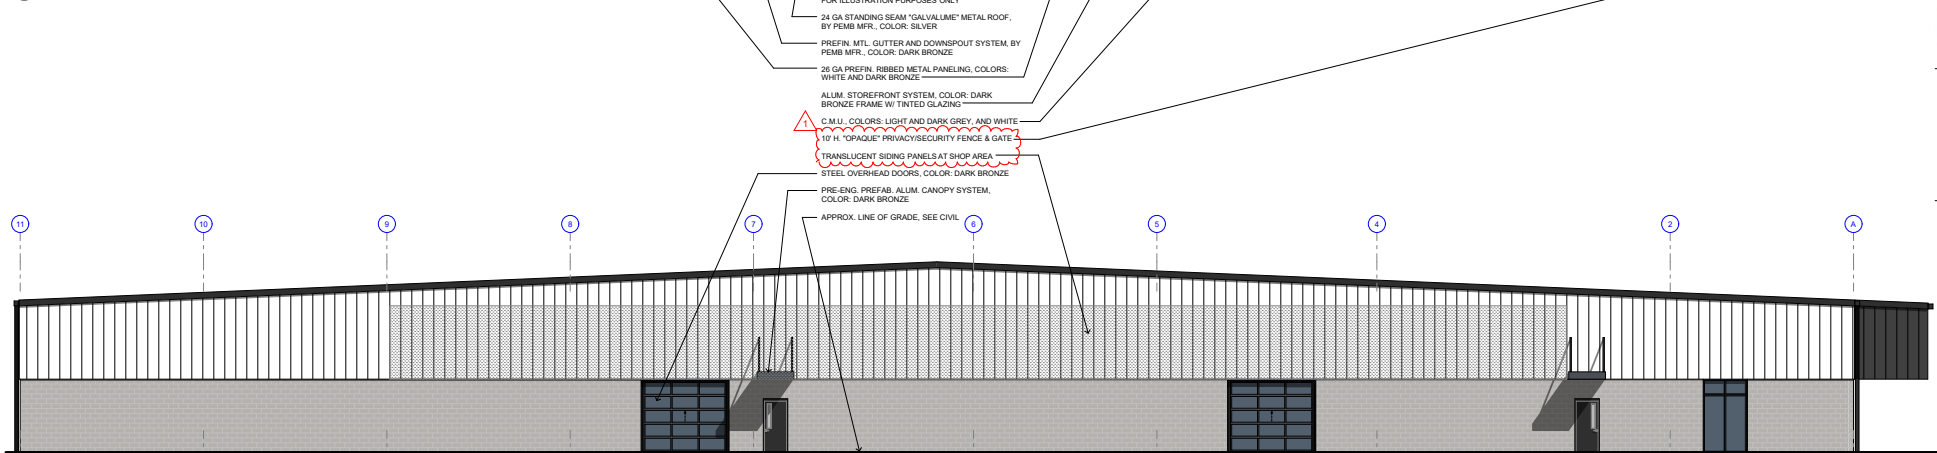 FOR ILLUSTRATION PURPOSES ONLY
24 GA STANDING SEAM "GALVALUME" METAL ROOF,
BY PEMB MFR., COLOR: SILVER
PREFIN. MTL. GUTTER AND DOWNSPOUT SYSTEM, BY
PEMB MFR., COLOR: DARK BRONZE
26 GA PREFIN. RIBBED METAL PANELING, COLORS:
WHITE AND DARK BRONZE
ALUM. STOREFRONT SYSTEM, COLOR: DARK
BRONZE FRAME W/ TINTED GLAZING
1
C.M.U., COLORS: LIGHT AND DARK GREY, AND WHITE
10' H. "OPAQUE" PRIVACY/SECURITY FENCE & GATE
TRANSLUCENT SIDING PANELS AT SHOP AREA
STEEL OVERHEAD DOORS, COLOR: DARK BRONZE
PRE-ENG. PREFAB. ALUM. CANOPY SYSTEM,
COLOR: DARK BRONZE
APPROX. LINE OF GRADE, SEE CIVIL
11 10 9 8 7 6 5 4 2 A